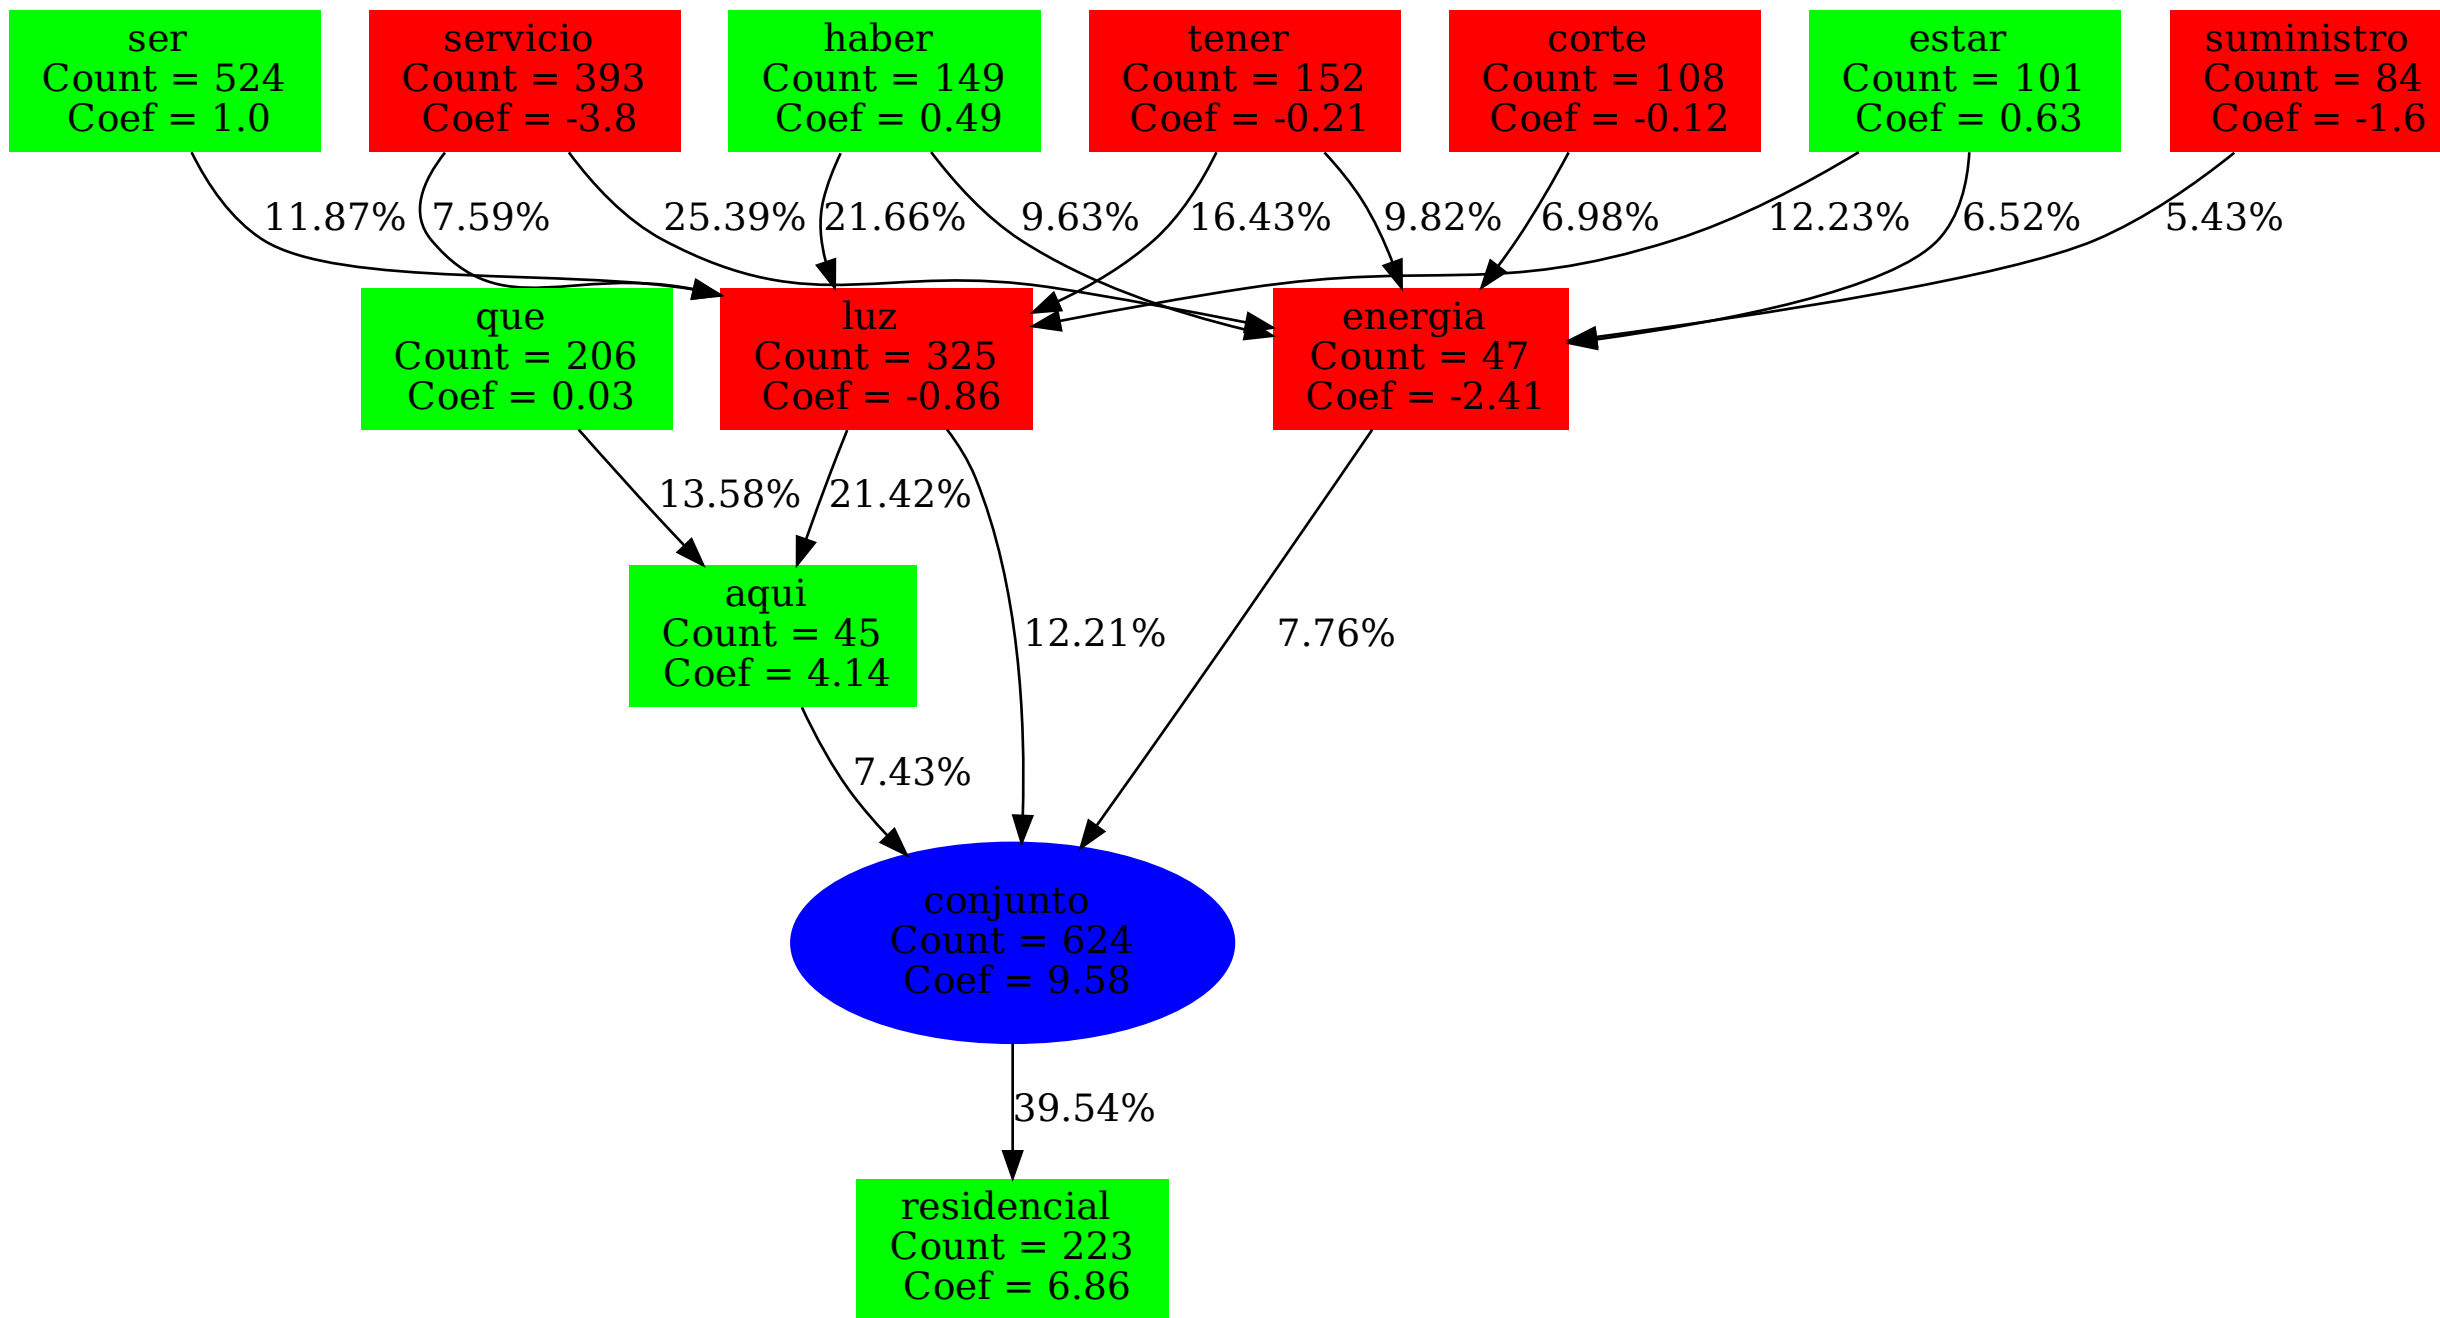 ser
Count = 524
Coef = 1.0
servicio
Count = 393
Coef = -3.8
haber
Count = 149
Coef = 0.49
tener
Count = 152
Coef = -0.21
corte
Count = 108
Coef = -0.12
estar
Count = 101
Coef = 0.63
suministro
Count = 84
Coef = -1.6
11.87%
7.59%
25.39%
21.66%
9.63%
16.43%
9.82%
6.98%
12.23%
6.52%
5.43%
que
Count = 206
Coef = 0.03
luz
Count = 325
Coef = -0.86
energia
Count = 47
Coef = -2.41
13.58%
21.42%
aqui
Count = 45
Coef = 4.14
12.21%
7.76%
7.43%
conjunto
Count = 624
Coef = 9.58
39.54%
residencial
Count = 223
Coef = 6.86